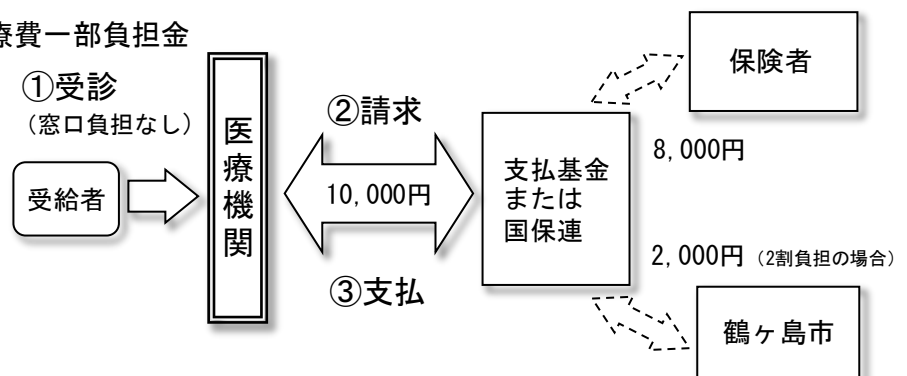 療費一部負担金
①受診
（窓口負担なし）
受給者
医療機関
②請求
10,000円
③支払
支払基金
または
国保連
保険者
8,000円
2,000円（2割負担の場合）
鶴ヶ島市